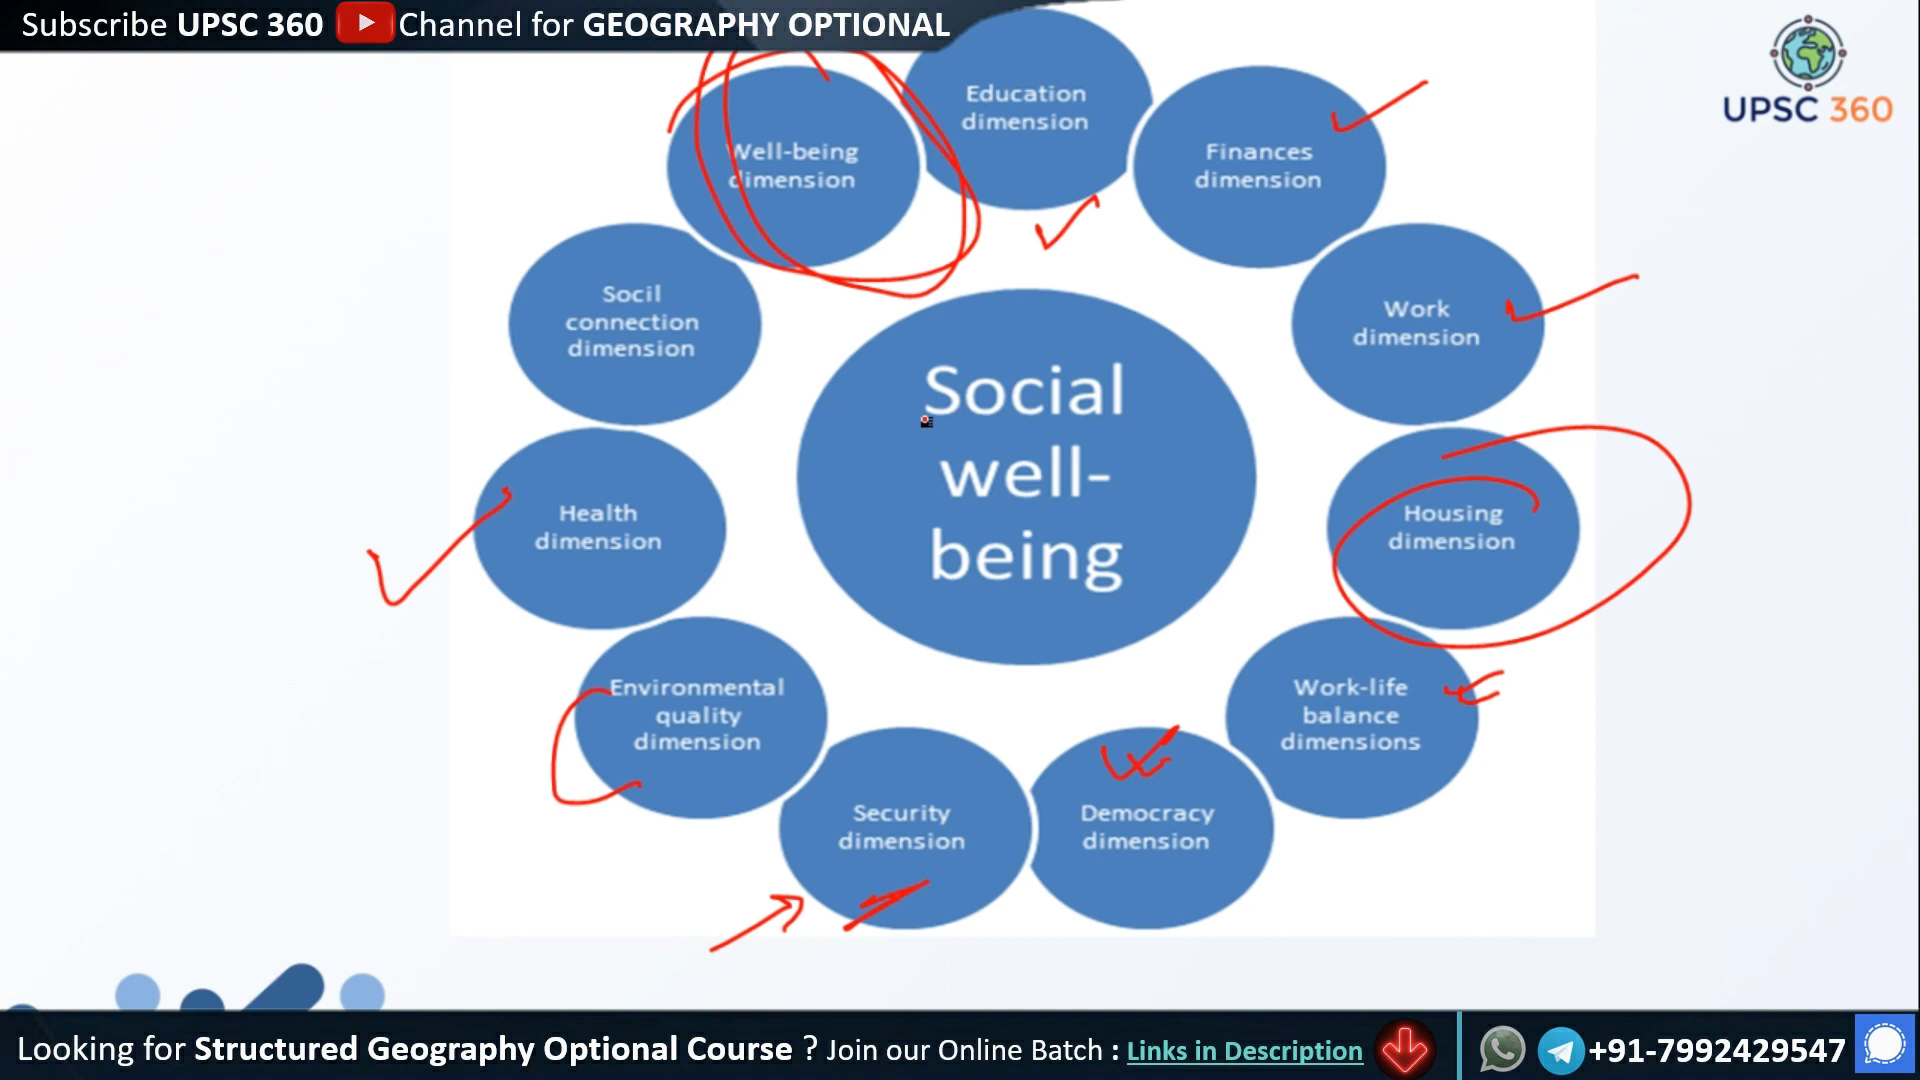 Subscribe UPSC 360 Channel for GEOGRAPHY OPTIONAL
UPSC 360
Education
dimension
Well-being
dimension
Finances
dimension
Socil
connection
dimension
Work
dimension
Social
well-
being
Health
dimension
Housing
dimension
Environmental
quality
dimension
Work-life
balance
dimensions
Security
dimension
Democracy
dimension
Looking for Structured Geography Optional Course ? Join our Online Batch : Links in Description
+91-7992429547